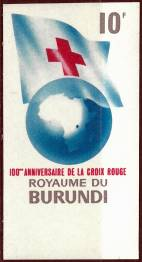 10F
100ème ANNIVERSAIRE DE LA CROIX ROUGE
ROYAUME DU
BURUNDI